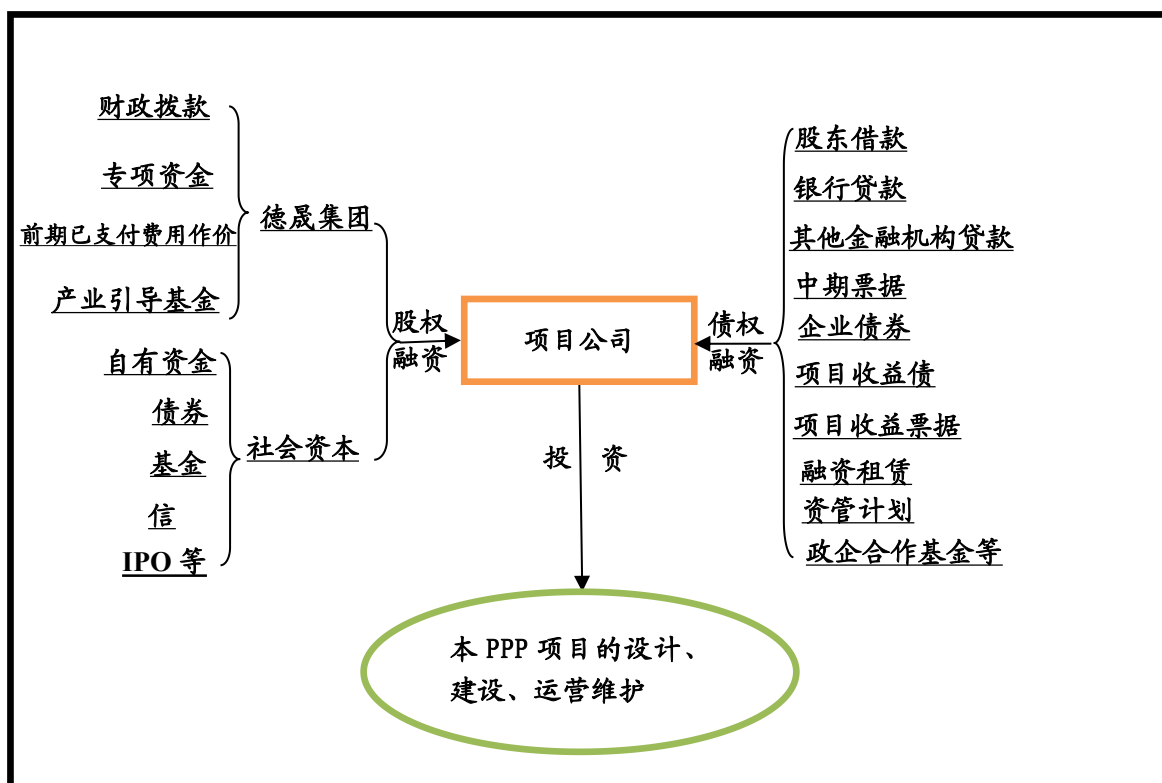 财政拨款
专项资金
前期已支付费用作价
产业引导基金
德晟集团
自有资金
债券
基金
信
IPO 等
社会资本
股权
融资
项目公司
债权
融资
股东借款
银行贷款
其他金融机构贷款
中期票据
企业债券
项目收益债
项目收益票据
融资租赁
资管计划
政企合作基金等
投 资
本 PPP 项目的设计、
建设、运营维护